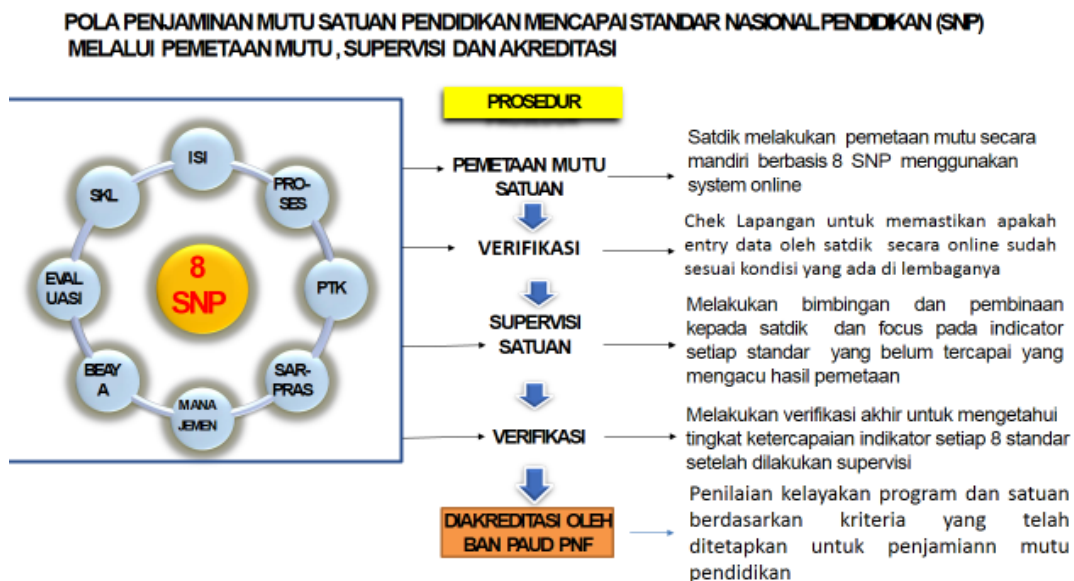 POLA PENJAMINAN MUTU SATUAN PENDIDIKAN MENCAPAI STANDAR NASIONAL PENDIDIKAN (SNP)
MELALUI PEMETAAN MUTU , SUPERVISI DAN AKREDITASI
ISI
PRO-
SES
PTK
SAR-
PRAS
MANA
JEMEN
BEAY
A
EVAL
UASI
SKL
8
SNP
PROSEDUR
PEMETAAN MUTU
SATUAN
Satdik melakukan pemetaan mutu secara
mandiri berbasis 8 SNP menggunakan
system online
VERIFIKASI
Chek Lapangan untuk memastikan apakah
entry data oleh satdik secara online sudah
sesuai kondisi yang ada di lembaganya
SUPERVISI
SATUAN
Melakukan bimbingan dan pembinaan
kepada satdik dan focus pada indicator
setiap standar yang belum tercapai yang
mengacu hasil pemetaan
VERIFIKASI
Melakukan verifikasi akhir untuk mengetahui
tingkat ketercapaian indikator setiap 8 standar
setelah dilakukan supervisi
DIAKREDITASI OLEH
BAN PAUD PNF
Penilaian kelayakan program dan satuan
berdasarkan kriteria yang telah
ditetapkan untuk penjamiann mutu
pendidikan